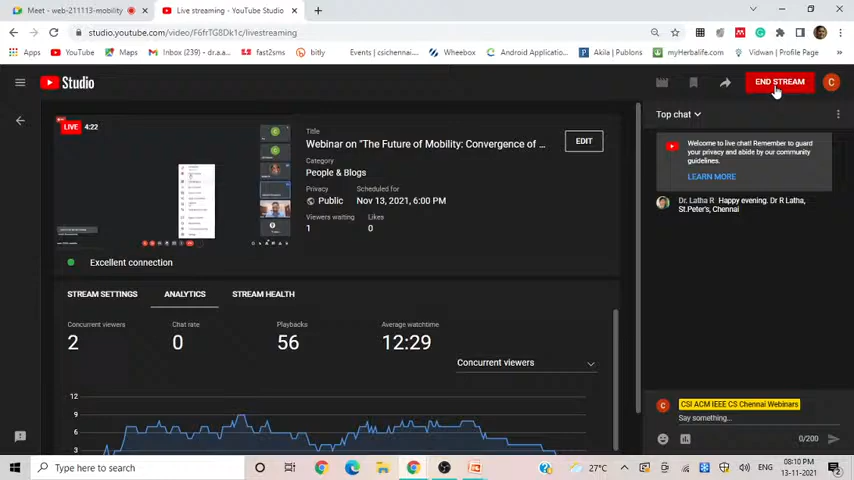 Meet - web-211113-mobility
Live streaming - YouTube Studio
studio.youtube.com/video/F6frTG8Dk1c/livestreaming
Apps
YouTube
Maps
Inbox (239) - dr.a.a...
fast2sms
bitly
Events | csichennai....
Wheebox
Android Application...
Akila | Publons
myHerbalife.com
Vidwan | Profile Page
Studio
END STREAM
C
LIVE 4:22
Title
Webinar on "The Future of Mobility: Convergence of ...
EDIT
Category
People & Blogs
Privacy
Scheduled for
Public
Nov 13, 2021, 6:00 PM
Viewers waiting
Likes
1
0
Excellent connection
STREAM SETTINGS
ANALYTICS
STREAM HEALTH
Concurrent viewers
Chat rate
Playbacks
Average watchtime
2
0
56
12:29
Concurrent viewers
12
9
6
3
Top chat
Welcome to live chat! Remember to guard
your privacy and abide by our community
guidelines.
LEARN MORE
Dr. Latha R Happy evening. Dr R Latha,
St.Peter's, Chennai
C
CSI ACM IEEE CS Chennai Webinars
Say something...
0/200
Type here to search
27°C
ENG
08:10 PM
13-11-2021
2